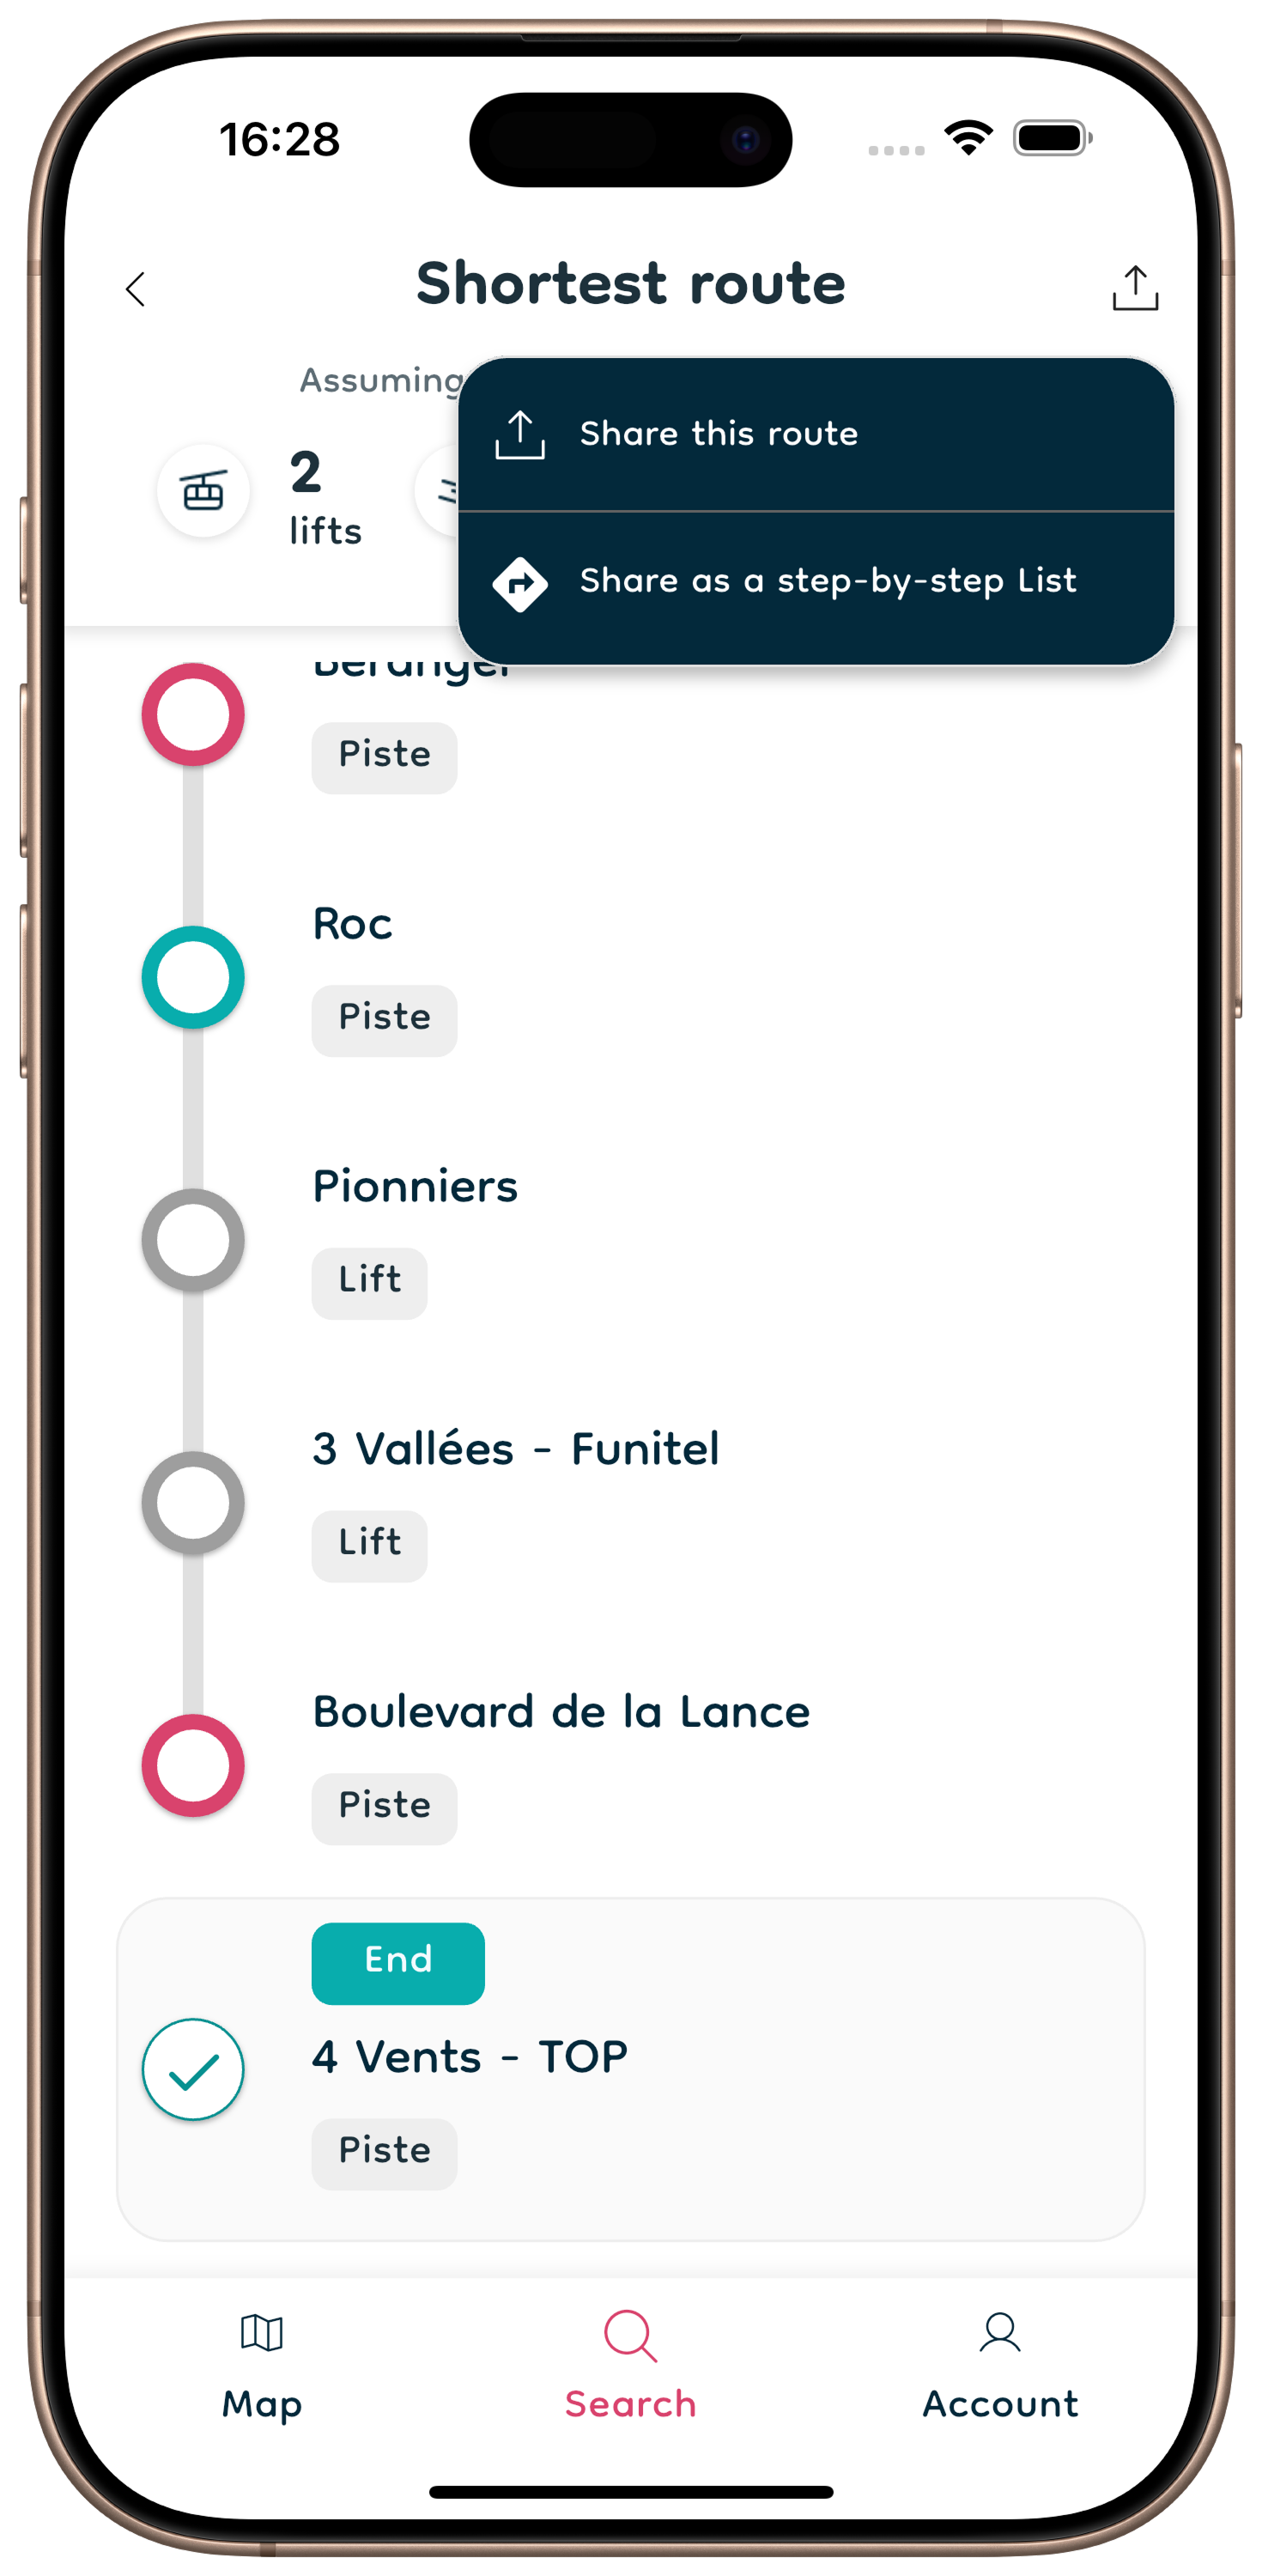 16:28
Shortest route
Assuming
2
lifts
Share this route
Share as a step-by-step List
Piste
Roc
Piste
Pionniers
Lift
3 Vallées - Funitel
Lift
Boulevard de la Lance
Piste
End
4 Vents - TOP
Piste
Map
Search
Account